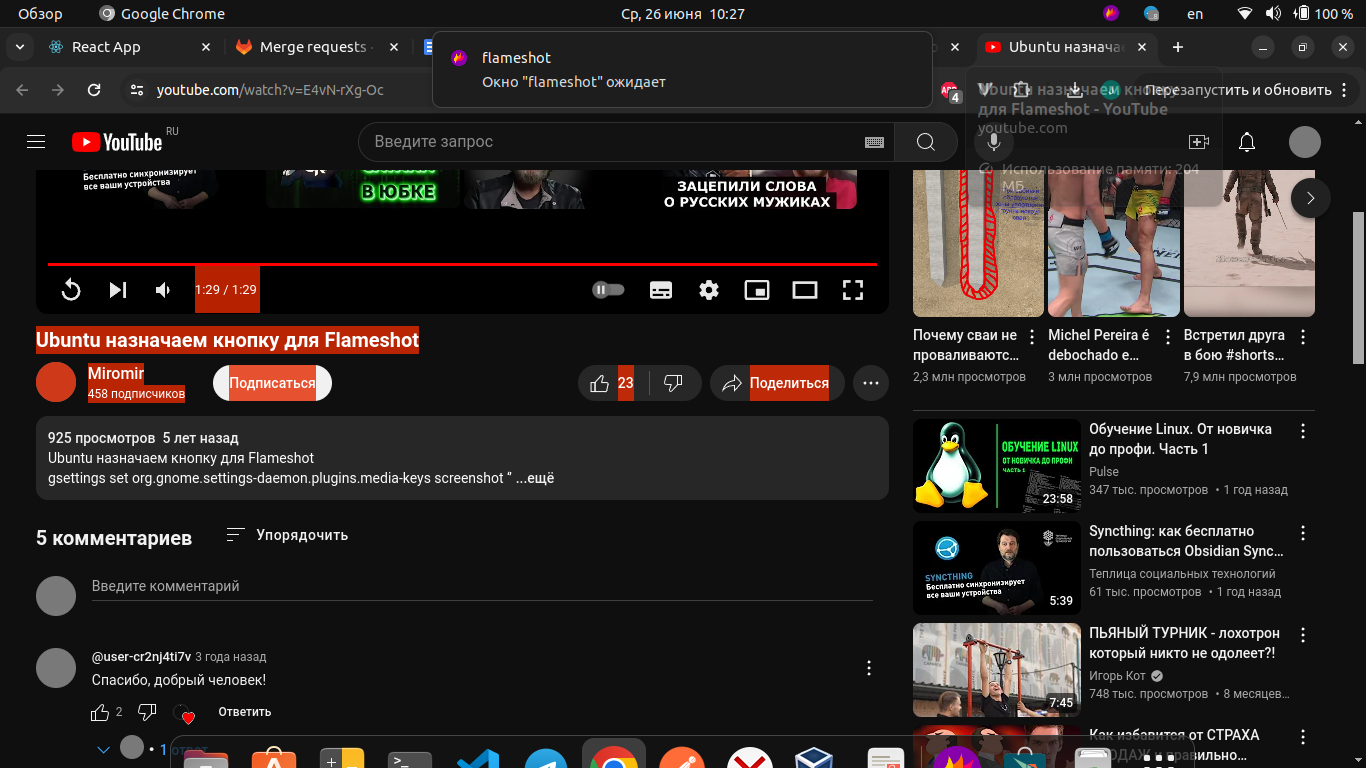 Обзор
Google Chrome
Ср, 26 июня 10:27
en
100 %
React App
Merge requests
Ubuntu назначае
flameshot
Окно "flameshot" ожидает
youtube.com/watch?v=E4vN-rXg-Oc
4
Перезапустить и обновить
Ubuntu назначаем кнопку
для Flameshot - YouTube
youtube.com
Использование памяти: 204
МБ
YouTube
RU
Введите запрос
Бесплатно синхронизирует
все ваши устройства
В ЮБКЕ
ЗАЦЕПИЛИ СЛОВА
О РУССКИХ МУЖИКАХ
1:29 / 1:29
Ubuntu назначаем кнопку для Flameshot
Miromir
458 подписчиков
Подписаться
23
Поделиться
925 просмотров 5 лет назад
Ubuntu назначаем кнопку для Flameshot
gsettings set org.gnome.settings-daemon.plugins.media-keys screenshot '' ...ещё
5 комментариев
Упорядочить
Введите комментарий
@user-cr2nj4ti7v 3 года назад
Спасибо, добрый человек!
2
Ответить
1 ответ
Почему сваи не
проваливаютс...
2,3 млн просмотров
Michel Pereira é
debochado e...
3 млн просмотров
Встретил друга
в бою #shorts...
7,9 млн просмотров
ОБУЧЕНИЕ LINUX
ОТ НОВИЧКА ДО ПРОФИ
ЧАСТЬ 1
23:58
Обучение Linux. От новичка
до профи. Часть 1
Pulse
347 тыс. просмотров • 1 год назад
SYNCTHING
Бесплатно синхронизирует
все ваши устройства
5:39
Syncthing: как бесплатно
пользоваться Obsidian Sync...
Теплица социальных технологий
61 тыс. просмотров • 1 год назад
7:45
ПЬЯНЫЙ ТУРНИК - лохотрон
который никто не одолеет?!
Игорь Кот
748 тыс. просмотров • 8 месяцев...
Как избавится от СТРАХА